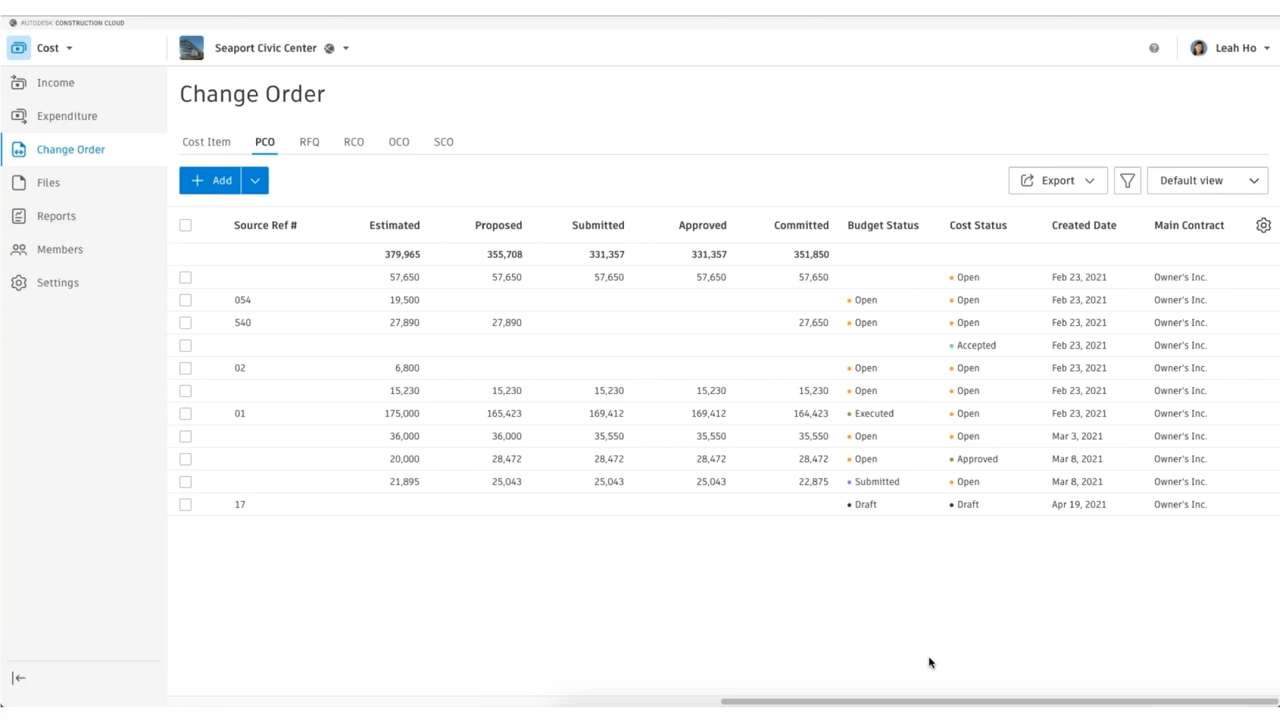 AUTODESK CONSTRUCTION CLOUD
Cost
Seaport Civic Center
Leah Ho
Income
Expenditure
Change Order
Files
Reports
Members
Settings
Change Order
Cost Item PCO RFQ RCO OCO SCO
Add Export Default view
Source Ref # Estimated Proposed Submitted Approved Committed Budget Status Cost Status Created Date Main Contract
379,965 355,708 331,357 331,357 351,850
57,650 57,650 57,650 57,650 57,650 Open Feb 23, 2021 Owner's Inc.
054 19,500 Open Open Feb 23, 2021 Owner's Inc.
540 27,890 27,890 27,650 Open Open Feb 23, 2021 Owner's Inc.
Accepted Feb 23, 2021 Owner's Inc.
02 6,800 Open Open Feb 23, 2021 Owner's Inc.
15,230 15,230 15,230 15,230 15,230 Open Open Feb 23, 2021 Owner's Inc.
01 175,000 165,423 169,412 169,412 164,423 Executed Open Feb 23, 2021 Owner's Inc.
36,000 36,000 35,550 35,550 35,550 Open Open Mar 3, 2021 Owner's Inc.
20,000 28,472 28,472 28,472 28,472 Open Approved Mar 8, 2021 Owner's Inc.
21,895 25,043 25,043 25,043 22,875 Submitted Open Mar 8, 2021 Owner's Inc.
17 Draft Draft Apr 19, 2021 Owner's Inc.